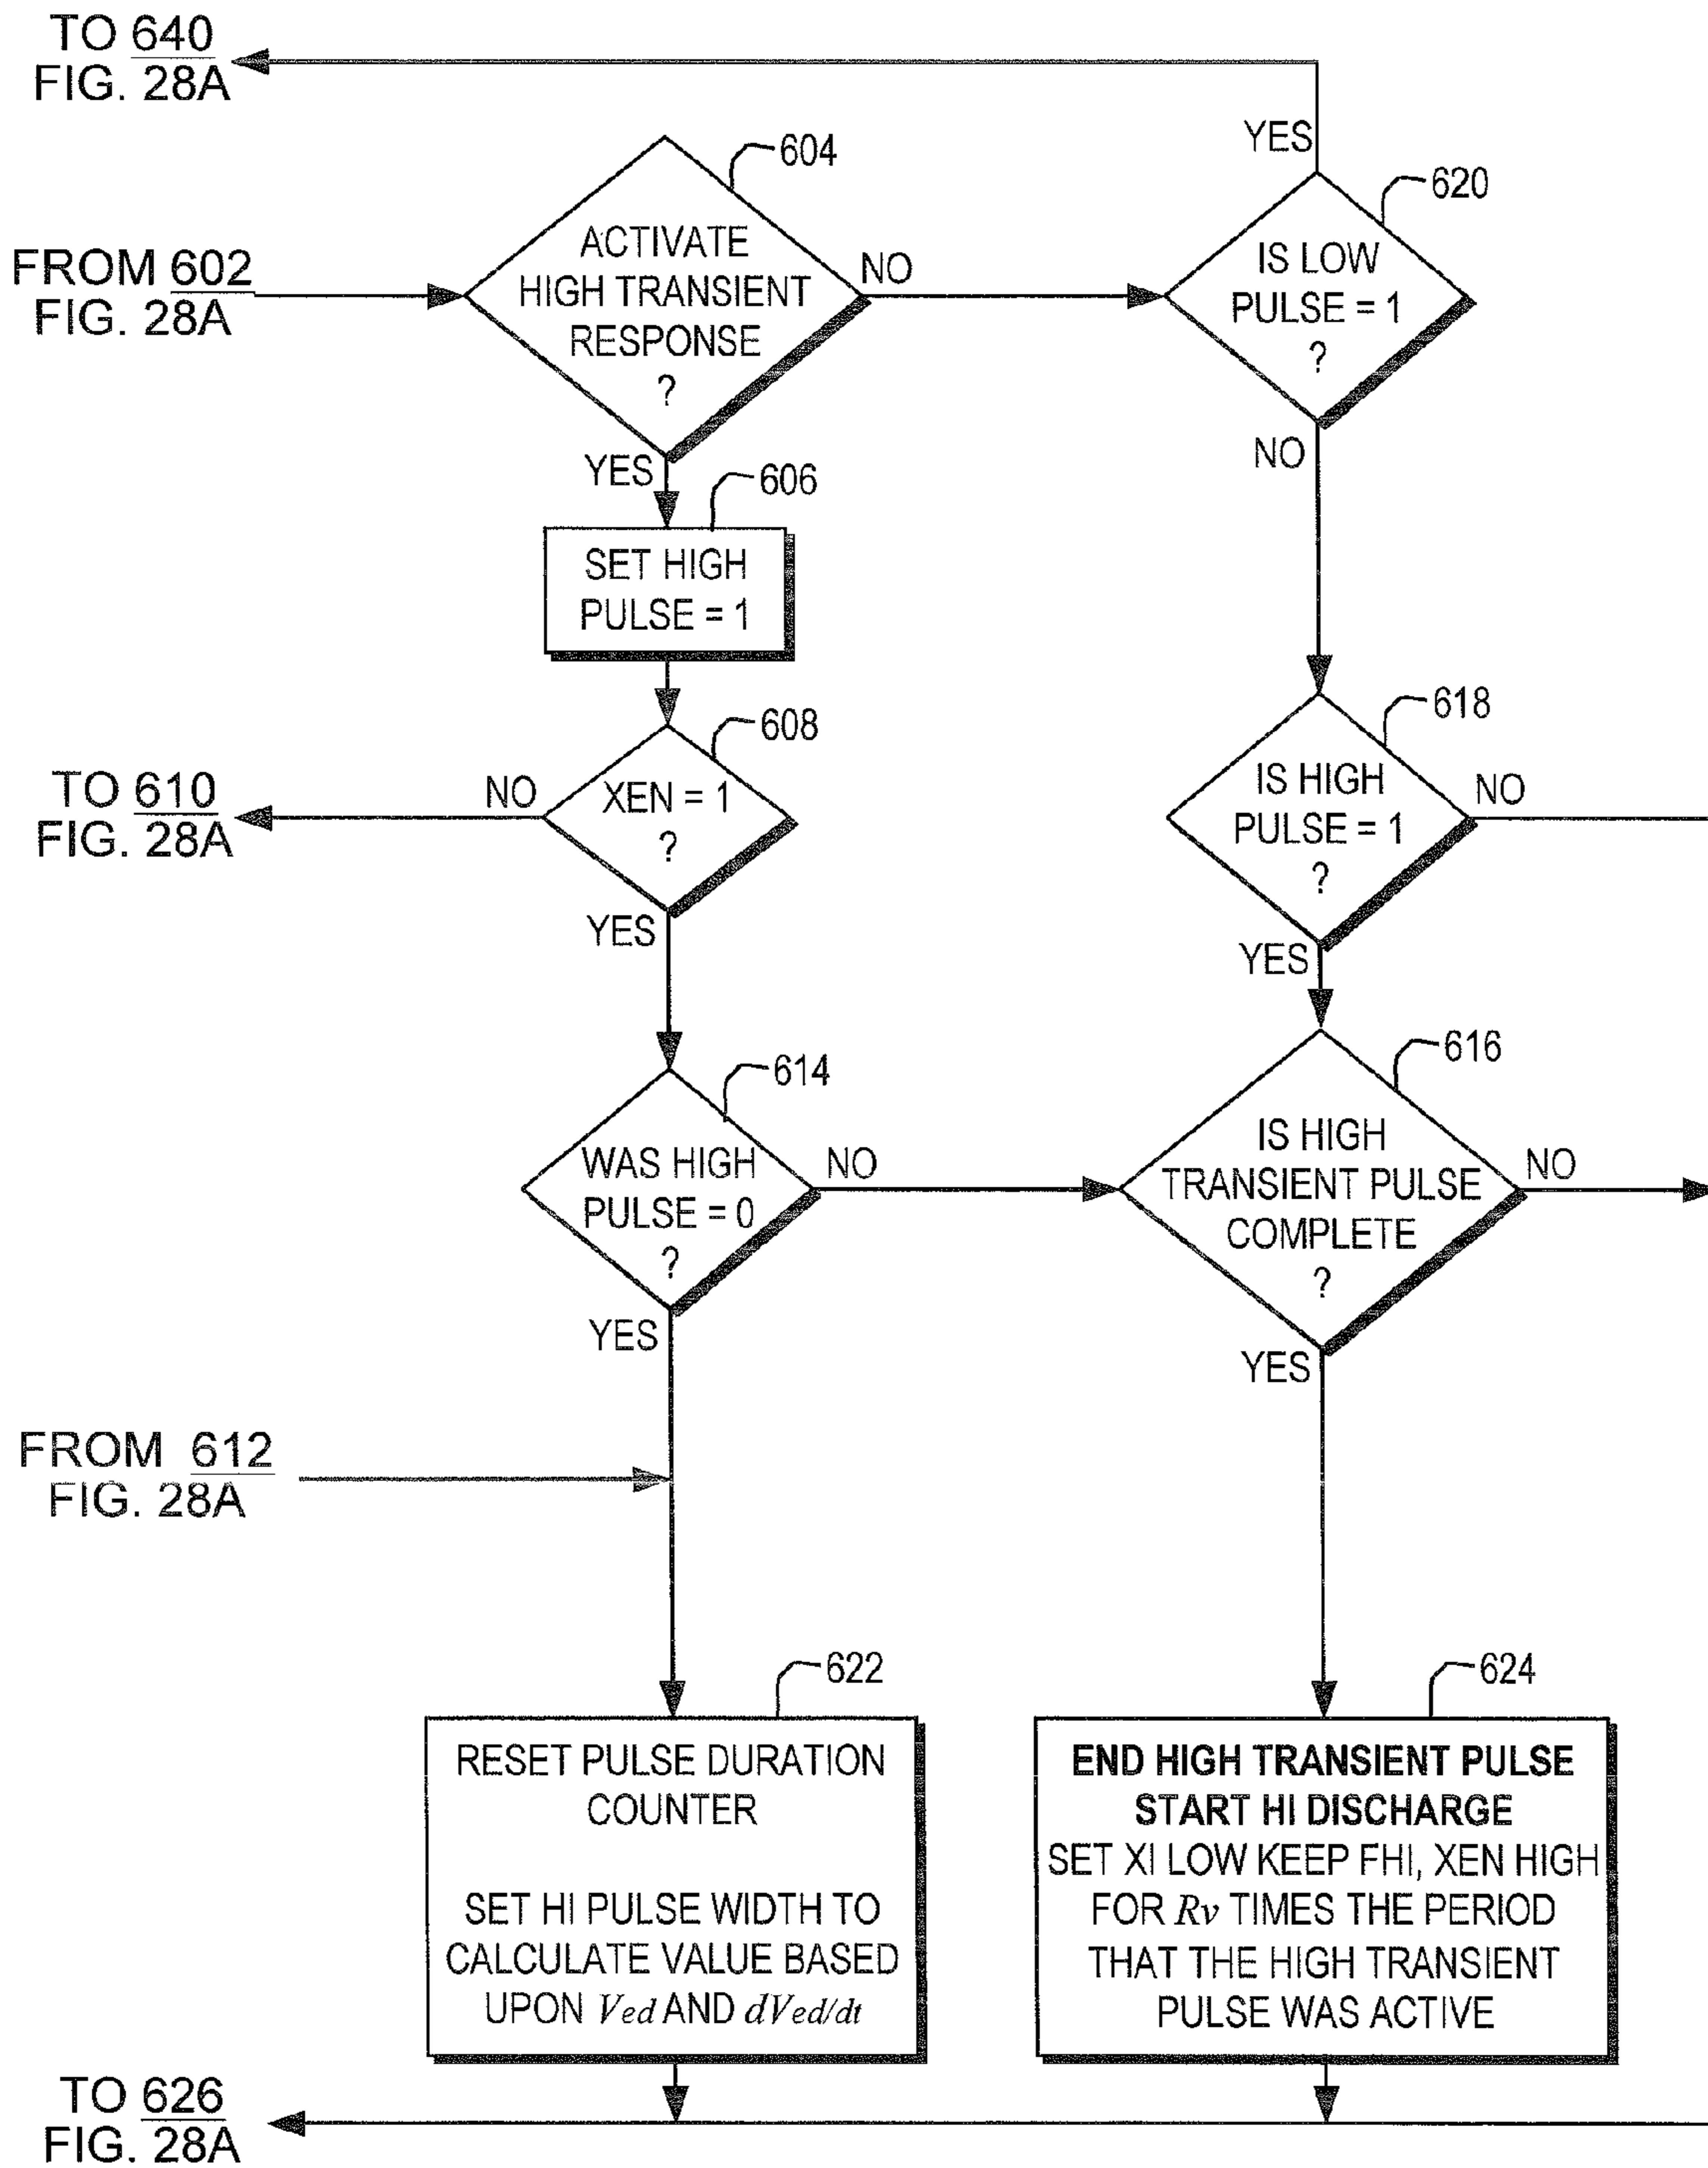 TO 640
FIG. 28A
YES
604
620
ACTIVATE
HIGH TRANSIENT
RESPONSE
?
FROM 602
FIG. 28A
NO
IS LOW
PULSE = 1
?
YES
NO
606
SET HIGH
PULSE = 1
608
618
TO 610
FIG. 28A
NO
XEN = 1
?
IS HIGH
PULSE = 1
?
NO
YES
YES
614
616
WAS HIGH
PULSE = 0
?
NO
IS HIGH
TRANSIENT PULSE
COMPLETE
?
NO
YES
YES
FROM 612
FIG. 28A
622
624
RESET PULSE DURATION
COUNTER
SET HI PULSE WIDTH TO
CALCULATE VALUE BASED
UPON Ved AND dVed/dt
END HIGH TRANSIENT PULSE
START HI DISCHARGE
SET XI LOW KEEP FHI, XEN HIGH
FOR Rv TIMES THE PERIOD
THAT THE HIGH TRANSIENT
PULSE WAS ACTIVE
TO 626
FIG. 28A